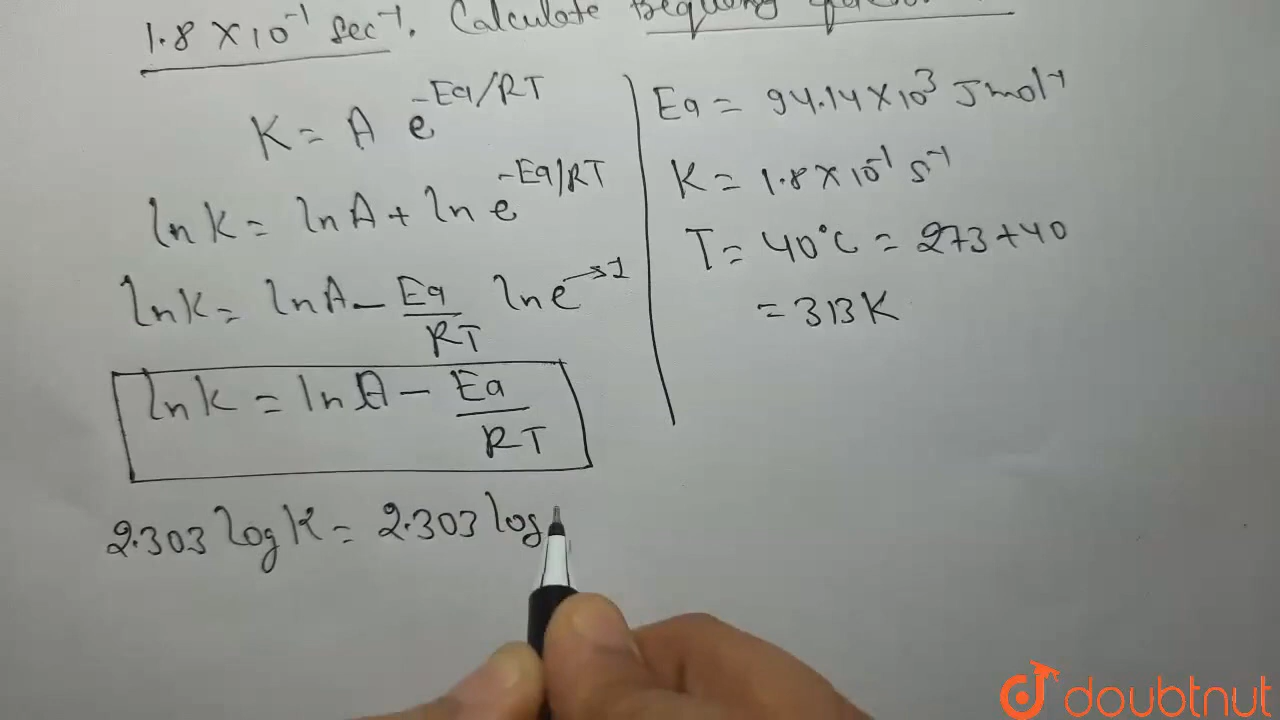 1.8 × 10⁻¹ sec⁻¹. Calculate
K = A e^-Ea/RT
ln K = ln A + ln e^-Ea/RT
ln K = ln A - Ea/RT ln e → 1
ln K = ln A - Ea/RT
2.303 log K = 2.303 log
Ea = 94.14 × 10³ J mol⁻¹
K = 1.8 × 10⁻¹ s⁻¹
T = 40°C = 273 + 40
= 313 K
doubtnut